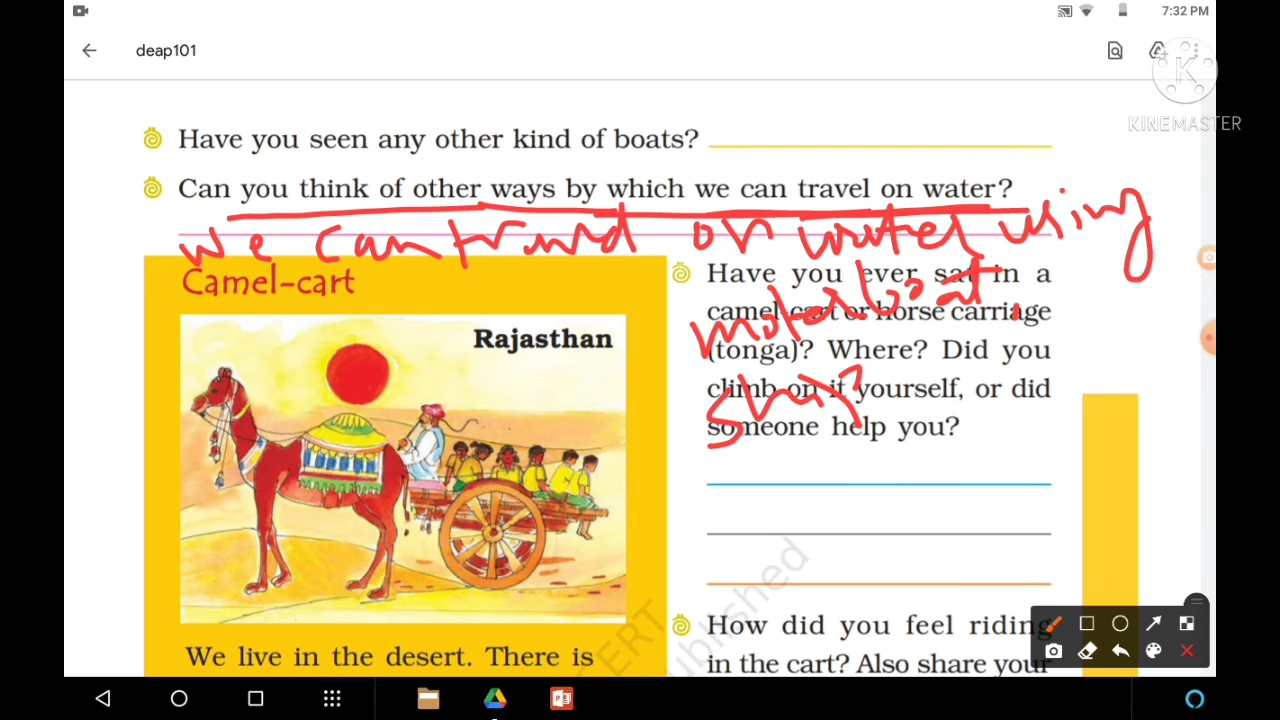 7:32 PM
deap101
K
KINEMASTER
Have you seen any other kind of boats?
Can you think of other ways by which we can travel on water?
we can travel on water using
motorboat,
ship
Camel-cart
Rajasthan
We live in the desert. There is
Have you ever sat in a
camel-cart or horse carriage
(tonga)? Where? Did you
climb on it yourself, or did
someone help you?
How did you feel riding
in the cart? Also share your